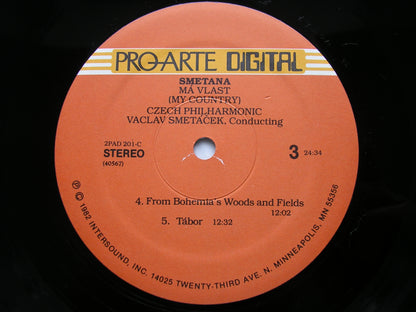 PRO-ARTE DIGITAL
SMETANA
MÁ VLAST
(MY COUNTRY)
CZECH PHILHARMONIC
VACLAV SMETAČEK, Conducting
2PAD 201-C
STEREO
(40567)
3 24:34
4. From Bohemia's Woods and Fields
12:02
5. Tábor 12:32
℗ © 1982 INTERSOUND, INC. 14025 TWENTY-THIRD AVE. N. MINNEAPOLIS, MN 55356